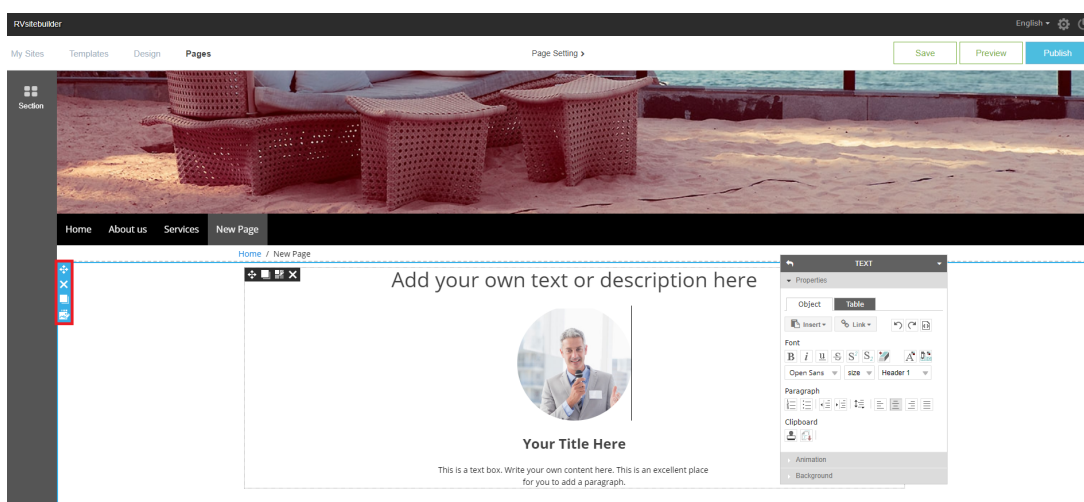 RVsitebuilder
English
My Sites Templates Design Pages Page Setting > Save Preview Publish
Section
Home About us Services New Page
Home / New Page
TEXT
Add your own text or description here
Properties
Object Table
Insert Link
Font
B i u S S² S₂ A
Open Sans size Header 1
Paragraph
Clipboard
Your Title Here
Animation
This is a text box. Write your own content here. This is an excellent place
Background
for you to add a paragraph.